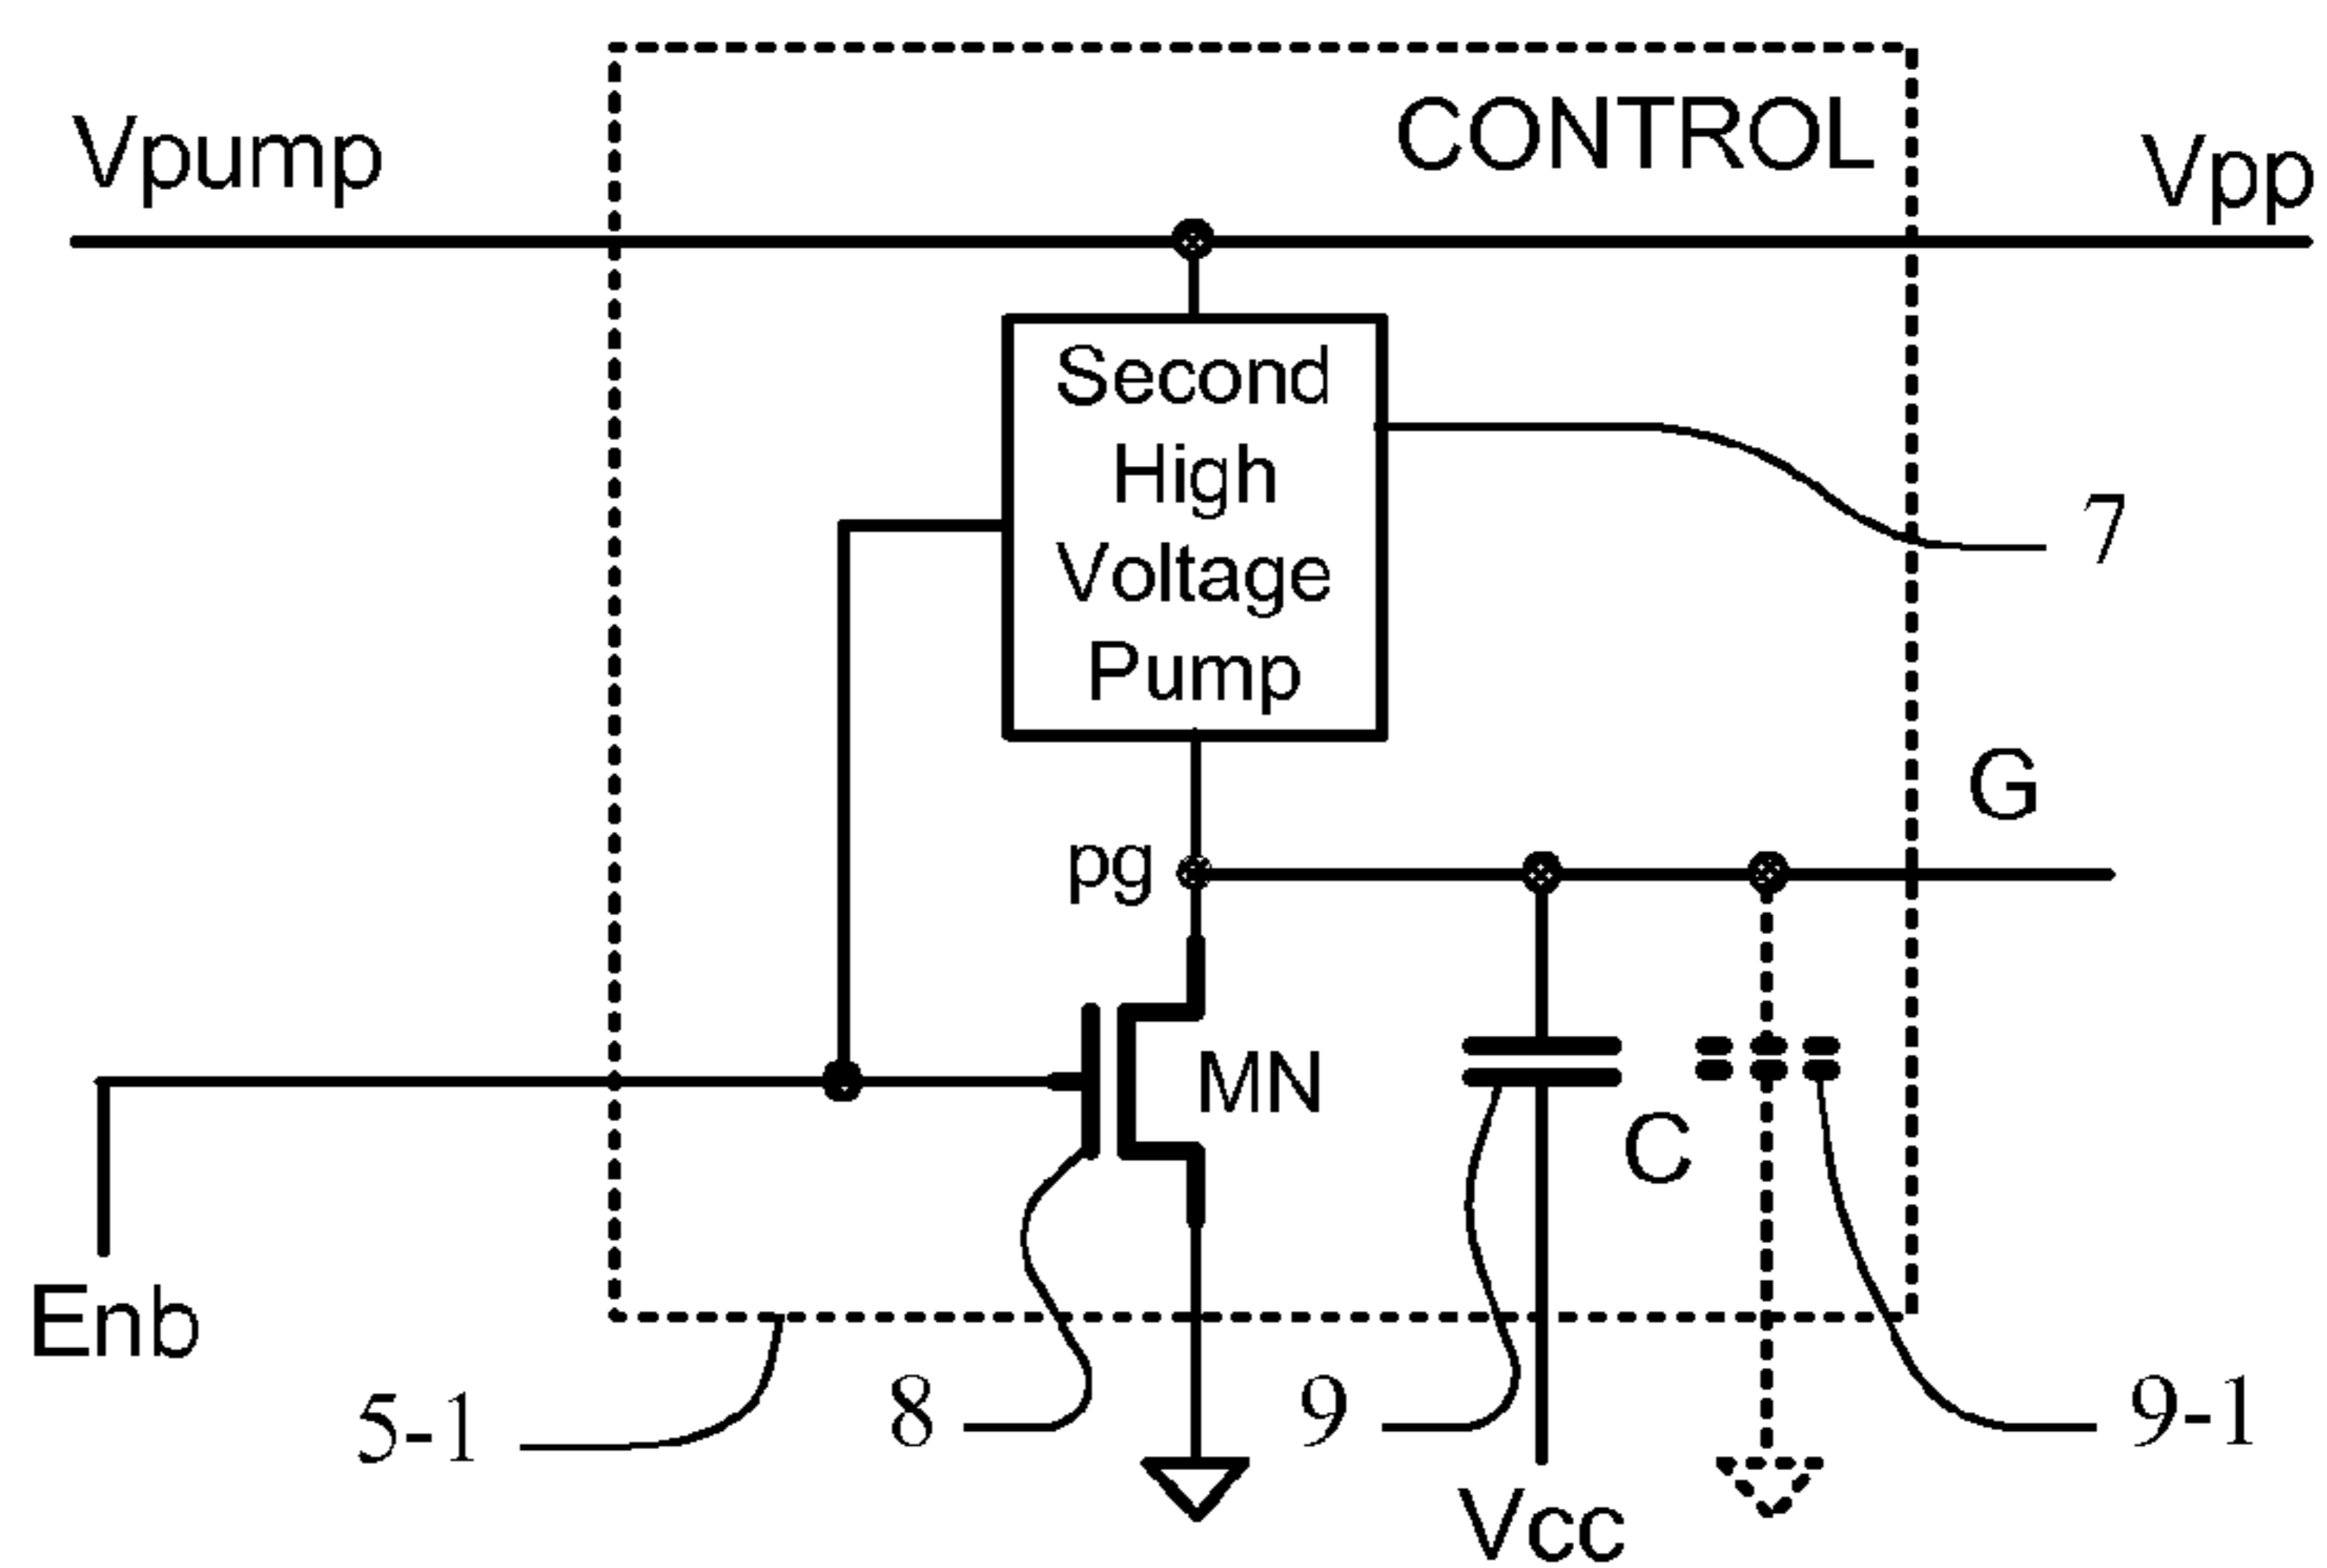 CONTROL
Vpump
Vpp
Second
High
Voltage
Pump
7
G
pg
MN
C
Enb
5-1
8
9
9-1
Vcc